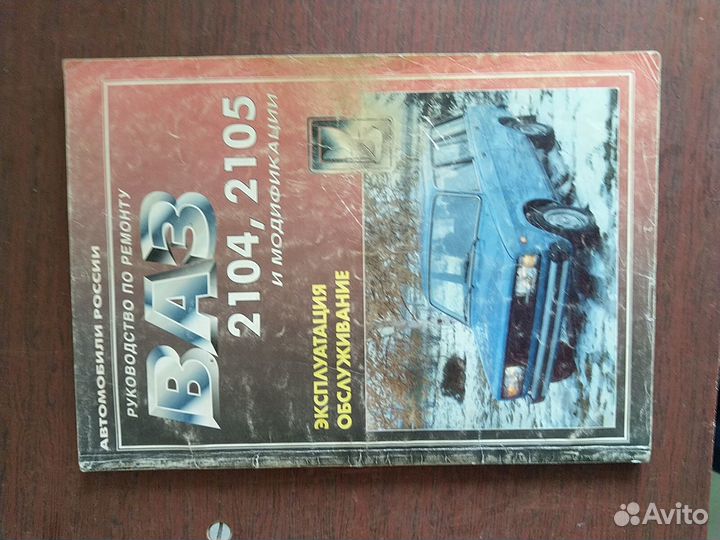 АВТОМОБИЛИ РОССИИ
РУКОВОДСТВО ПО РЕМОНТУ
ВАЗ
2104, 2105
И МОДИФИКАЦИИ
ЭКСПЛУАТАЦИЯ
ОБСЛУЖИВАНИЕ
Avito